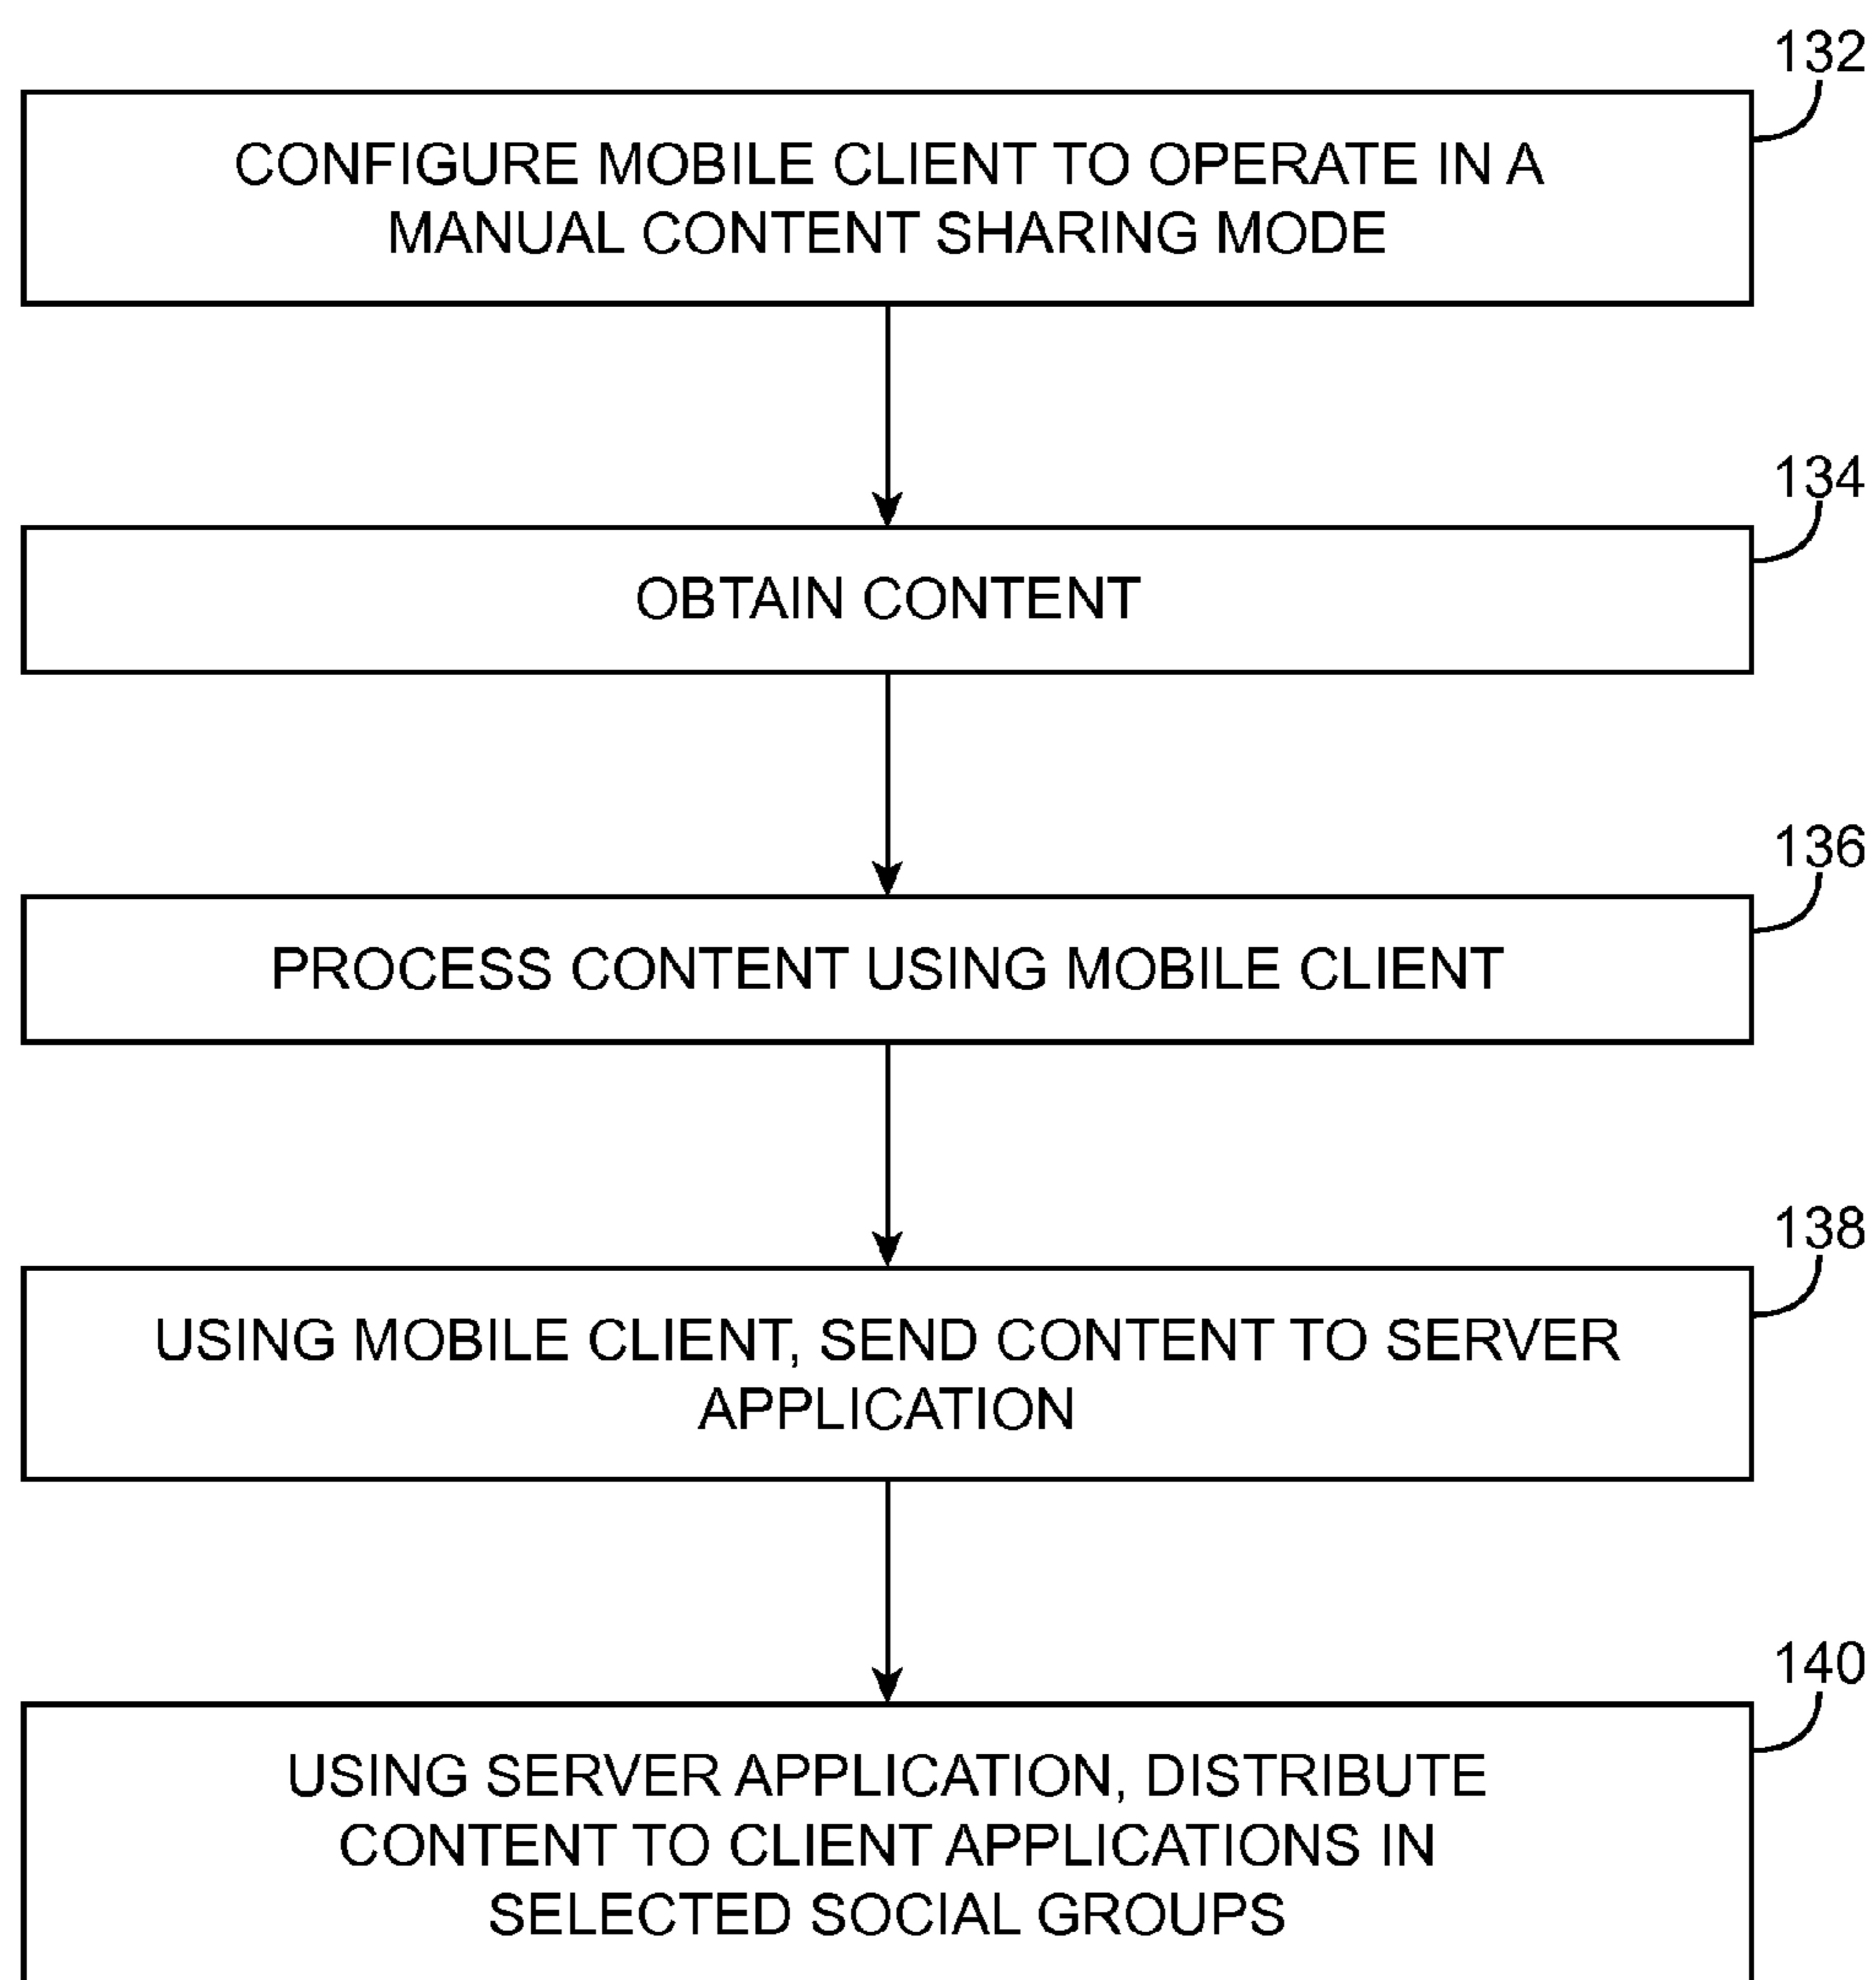 132
CONFIGURE MOBILE CLIENT TO OPERATE IN A
MANUAL CONTENT SHARING MODE
134
OBTAIN CONTENT
136
PROCESS CONTENT USING MOBILE CLIENT
138
USING MOBILE CLIENT, SEND CONTENT TO SERVER
APPLICATION
140
USING SERVER APPLICATION, DISTRIBUTE
CONTENT TO CLIENT APPLICATIONS IN
SELECTED SOCIAL GROUPS